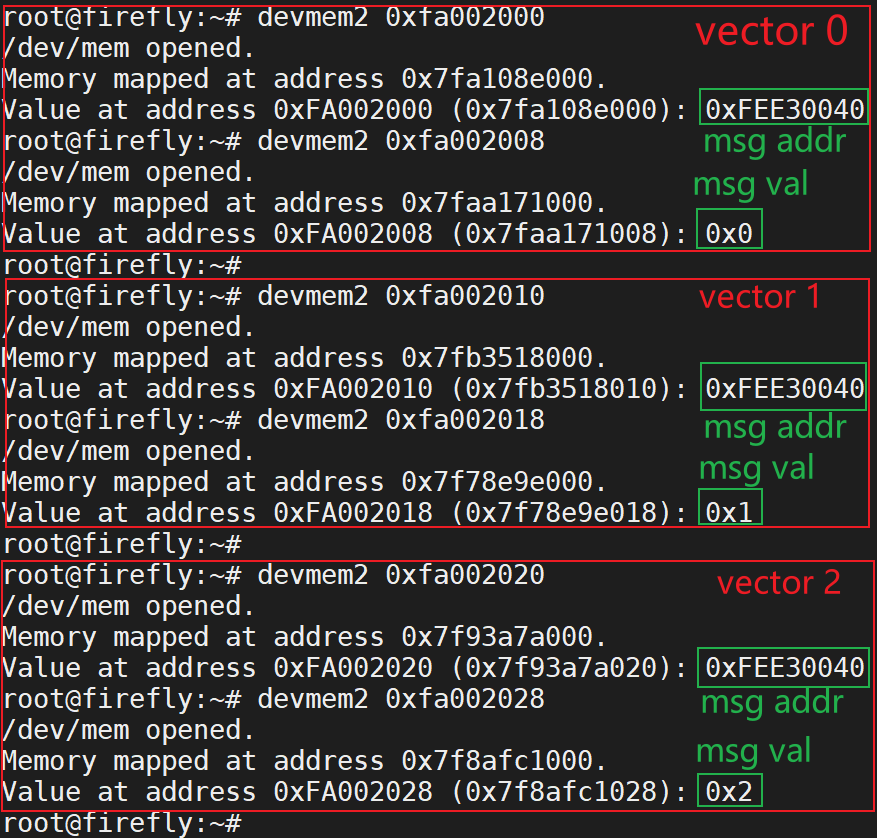 root@firefly:~# devmem2 0xfa002000
vector 0
/dev/mem opened.
Memory mapped at address 0x7fa108e000.
Value at address 0xFA002000 (0x7fa108e000): 0xFEE30040
root@firefly:~# devmem2 0xfa002008
msg addr
/dev/mem opened.
msg val
Memory mapped at address 0x7faa171000.
Value at address 0xFA002008 (0x7faa171008): 0x0
root@firefly:~#
root@firefly:~# devmem2 0xfa002010
vector 1
/dev/mem opened.
Memory mapped at address 0x7fb3518000.
Value at address 0xFA002010 (0x7fb3518010): 0xFEE30040
root@firefly:~# devmem2 0xfa002018
msg addr
/dev/mem opened.
msg val
Memory mapped at address 0x7f78e9e000.
Value at address 0xFA002018 (0x7f78e9e018): 0x1
root@firefly:~#
root@firefly:~# devmem2 0xfa002020
vector 2
/dev/mem opened.
Memory mapped at address 0x7f93a7a000.
Value at address 0xFA002020 (0x7f93a7a020): 0xFEE30040
root@firefly:~# devmem2 0xfa002028
msg addr
/dev/mem opened.
msg val
Memory mapped at address 0x7f8afc1000.
Value at address 0xFA002028 (0x7f8afc1028): 0x2
root@firefly:~#